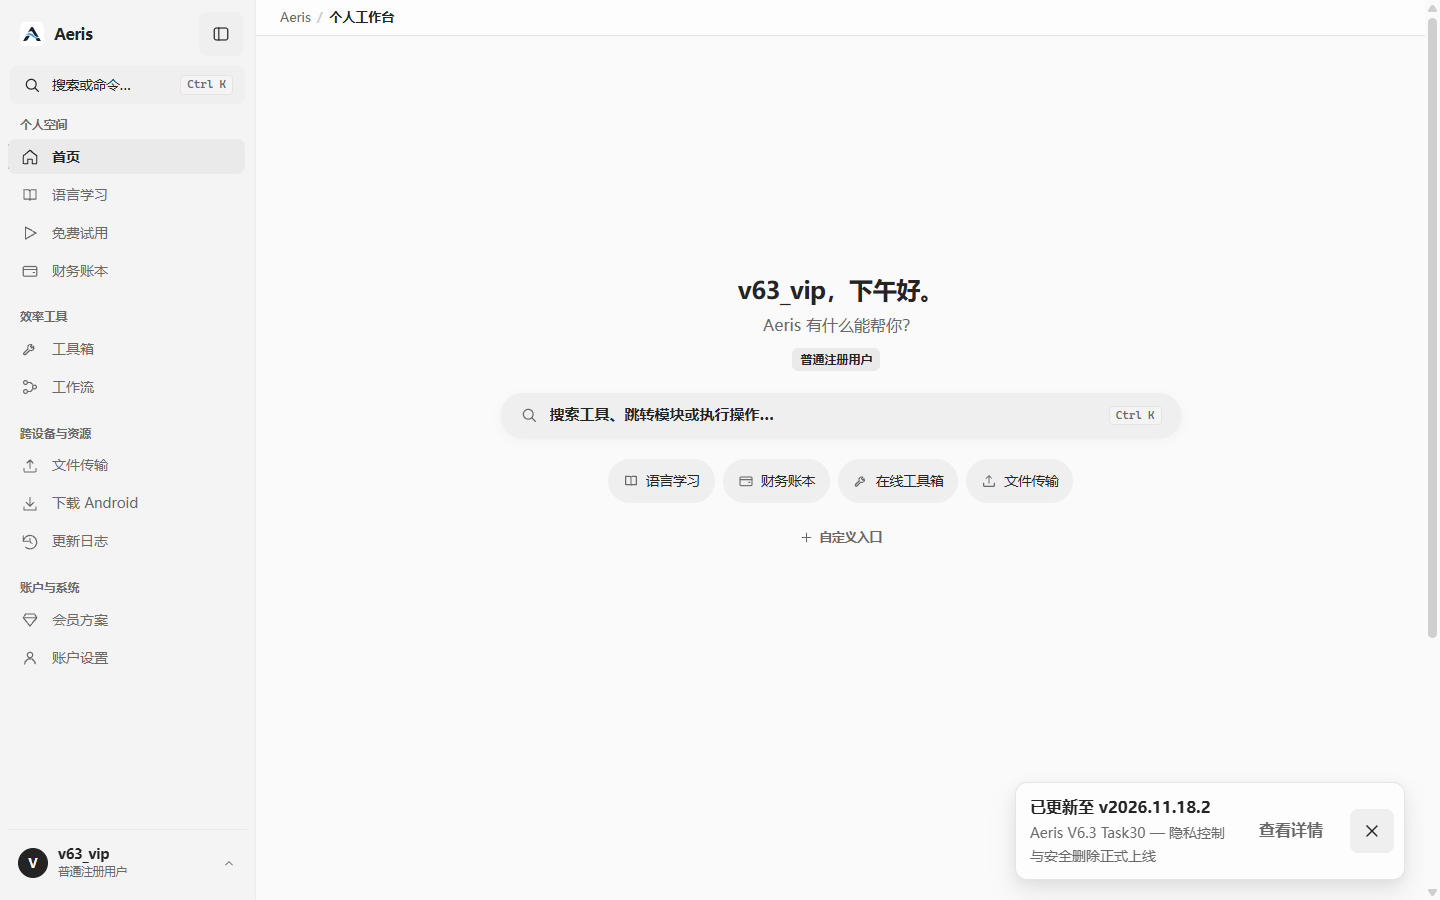 Aeris
搜索或命令... Ctrl K
个人空间
首页
语言学习
免费试用
财务账本
效率工具
工具箱
工作流
跨设备与资源
文件传输
下载 Android
更新日志
账户与系统
会员方案
账户设置
V
v63_vip
普通注册用户
Aeris / 个人工作台
v63_vip，下午好。
Aeris 有什么能帮你？
普通注册用户
搜索工具、跳转模块或执行操作... Ctrl K
语言学习 财务账本 在线工具箱 文件传输
自定义入口
已更新至 v2026.11.18.2
Aeris V6.3 Task30 — 隐私控制
与安全删除正式上线
查看详情